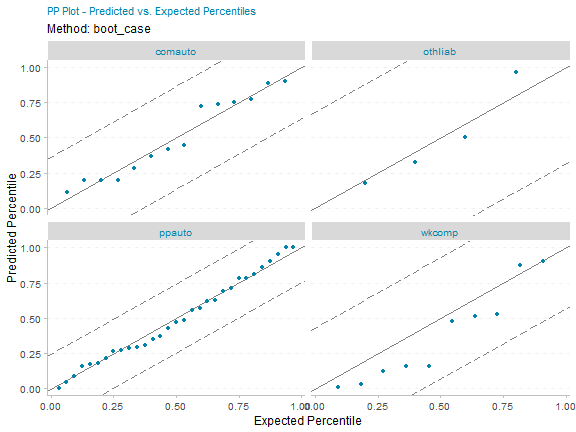 PP Plot - Predicted vs. Expected Percentiles
Method: boot_case
comauto
othliab
1.00
0.75
0.50
0.25
0.00
ppauto
wkcomp
1.00
0.75
0.50
0.25
0.00
Predicted Percentile
0.00 0.25 0.50 0.75 1.00 0.00 0.25 0.50 0.75 1.00
Expected Percentile